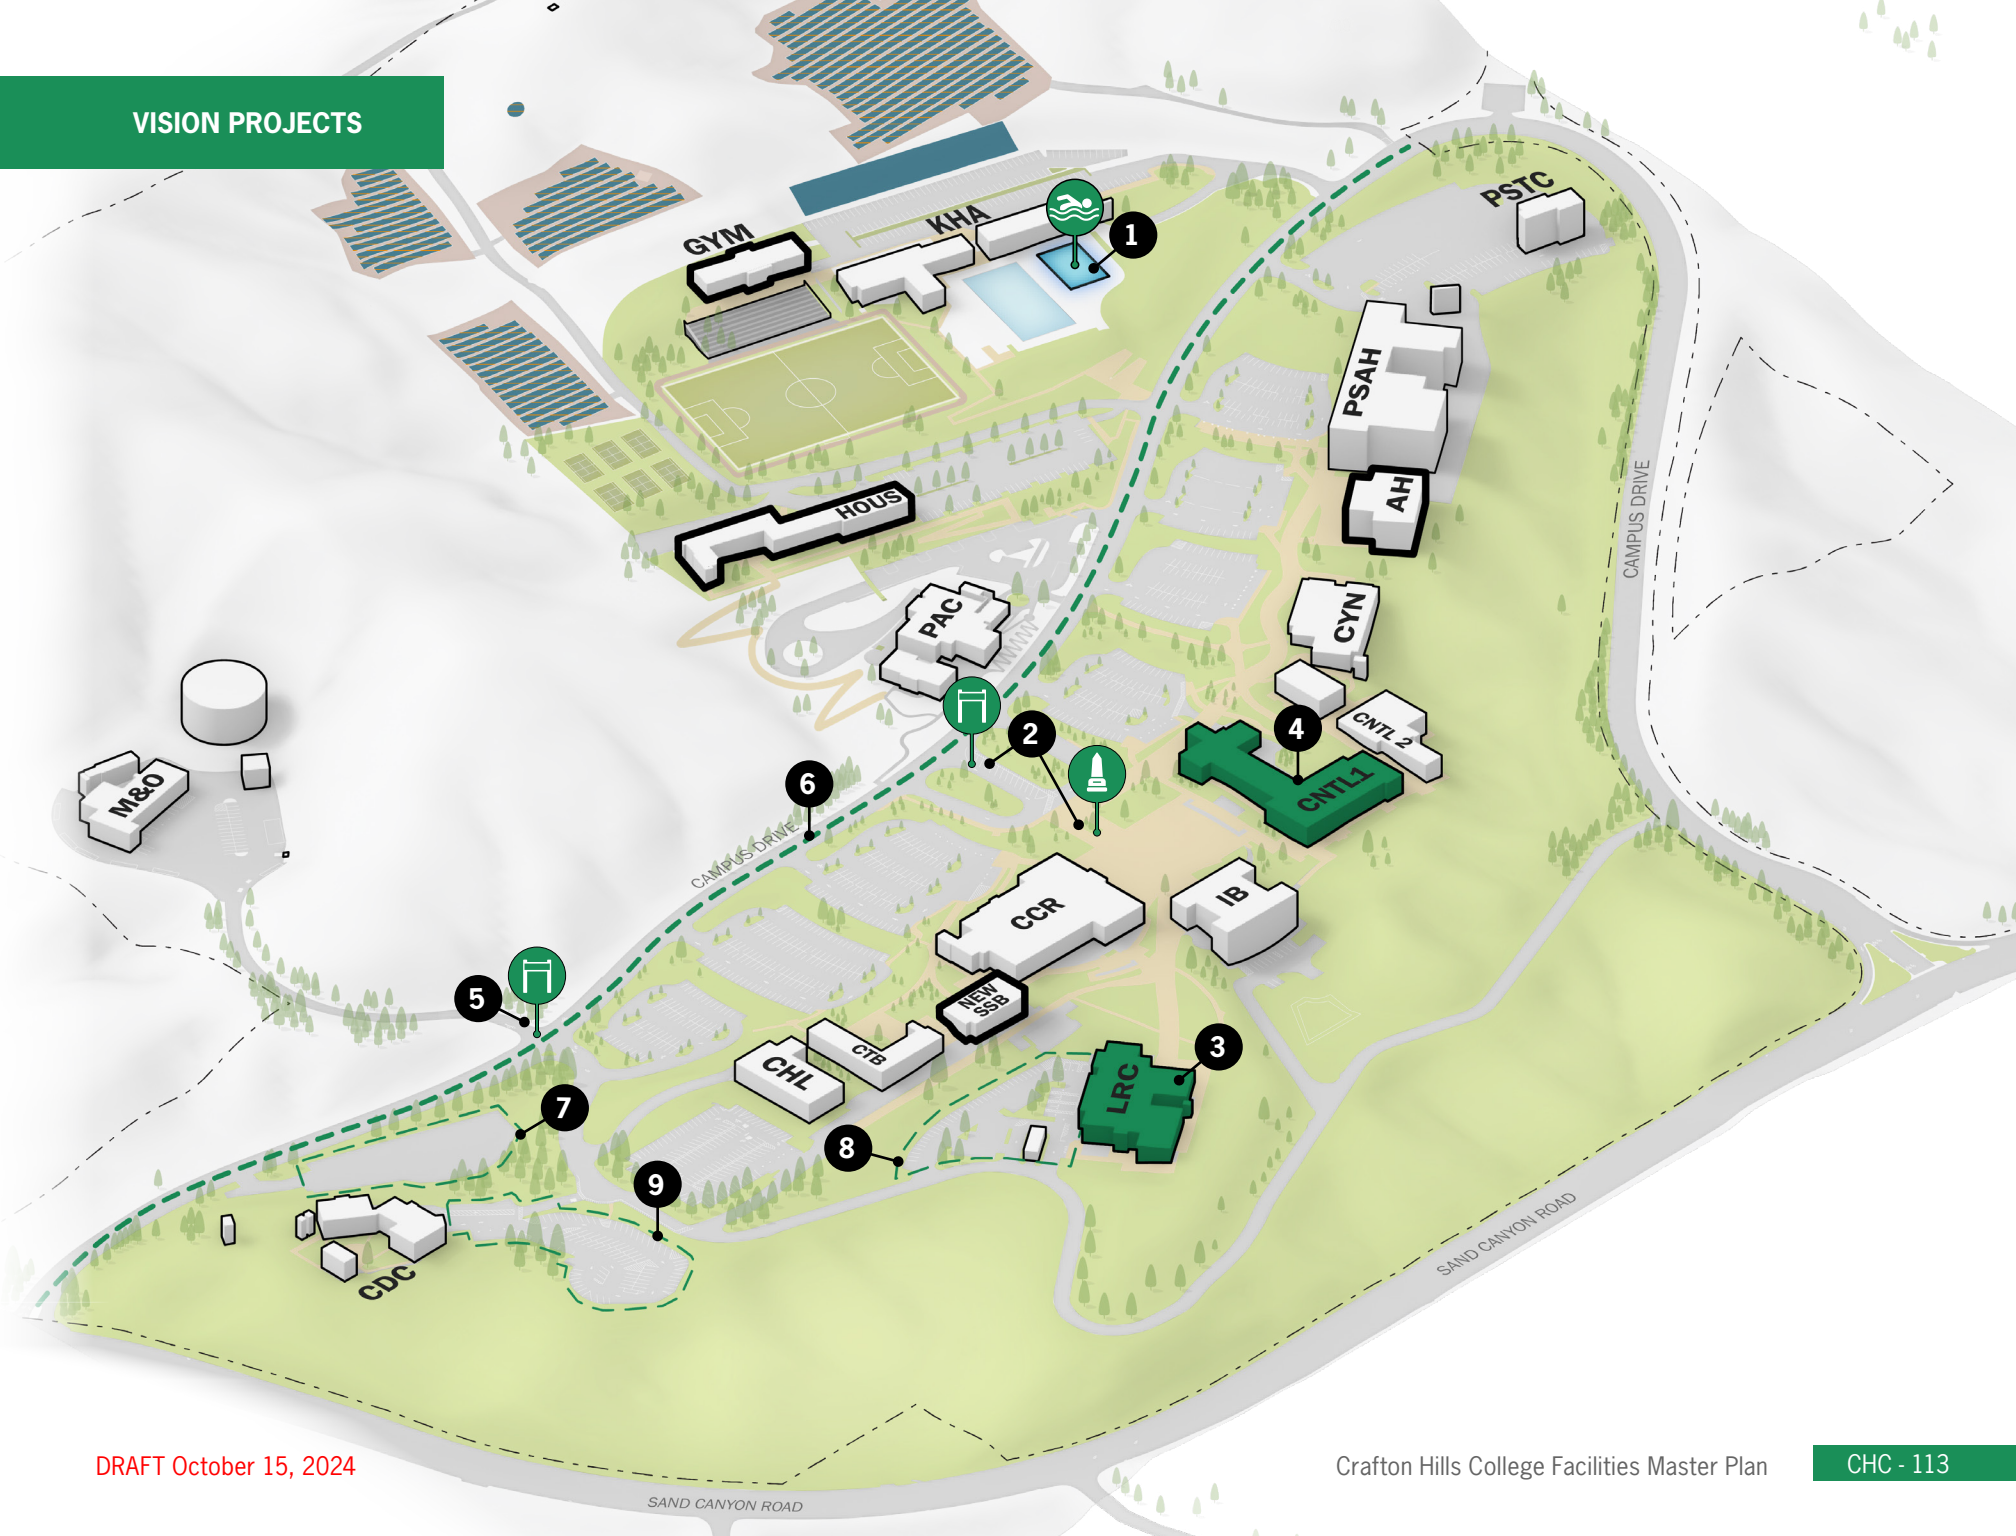 VISION PROJECTS
PSTC
KHA
GYM
1
PSAH
CAMPUS DRIVE
AH
HOUS
CYN
PAC
CNTL 2
4
2
CNTL1
M&O
6
CAMPUS DRIVE
IB
CCR
5
NEW
SSB
3
CTB
CHL
LRC
7
8
9
CDC
SAND CANYON ROAD
DRAFT October 15, 2024
Crafton Hills College Facilities Master Plan
CHC - 113
SAND CANYON ROAD